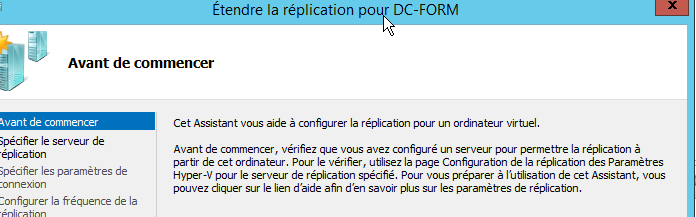 Étendre la réplication pour DC-FORM
x
Avant de commencer
Avant de commencer
Spécifier le serveur de
réplication
Spécifier les paramètres de
connexion
Configurer la fréquence de la
réplication
Cet Assistant vous aide à configurer la réplication pour un ordinateur virtuel.
Avant de commencer, vérifiez que vous avez configuré un serveur pour permettre la réplication à
partir de cet ordinateur. Pour le vérifier, utilisez la page Configuration de la réplication des Paramètres
Hyper-V pour le serveur de réplication spécifié. Pour vous préparer à l'utilisation de cet Assistant, vous
pouvez cliquer sur le lien d'aide afin d'en savoir plus sur les paramètres de réplication.